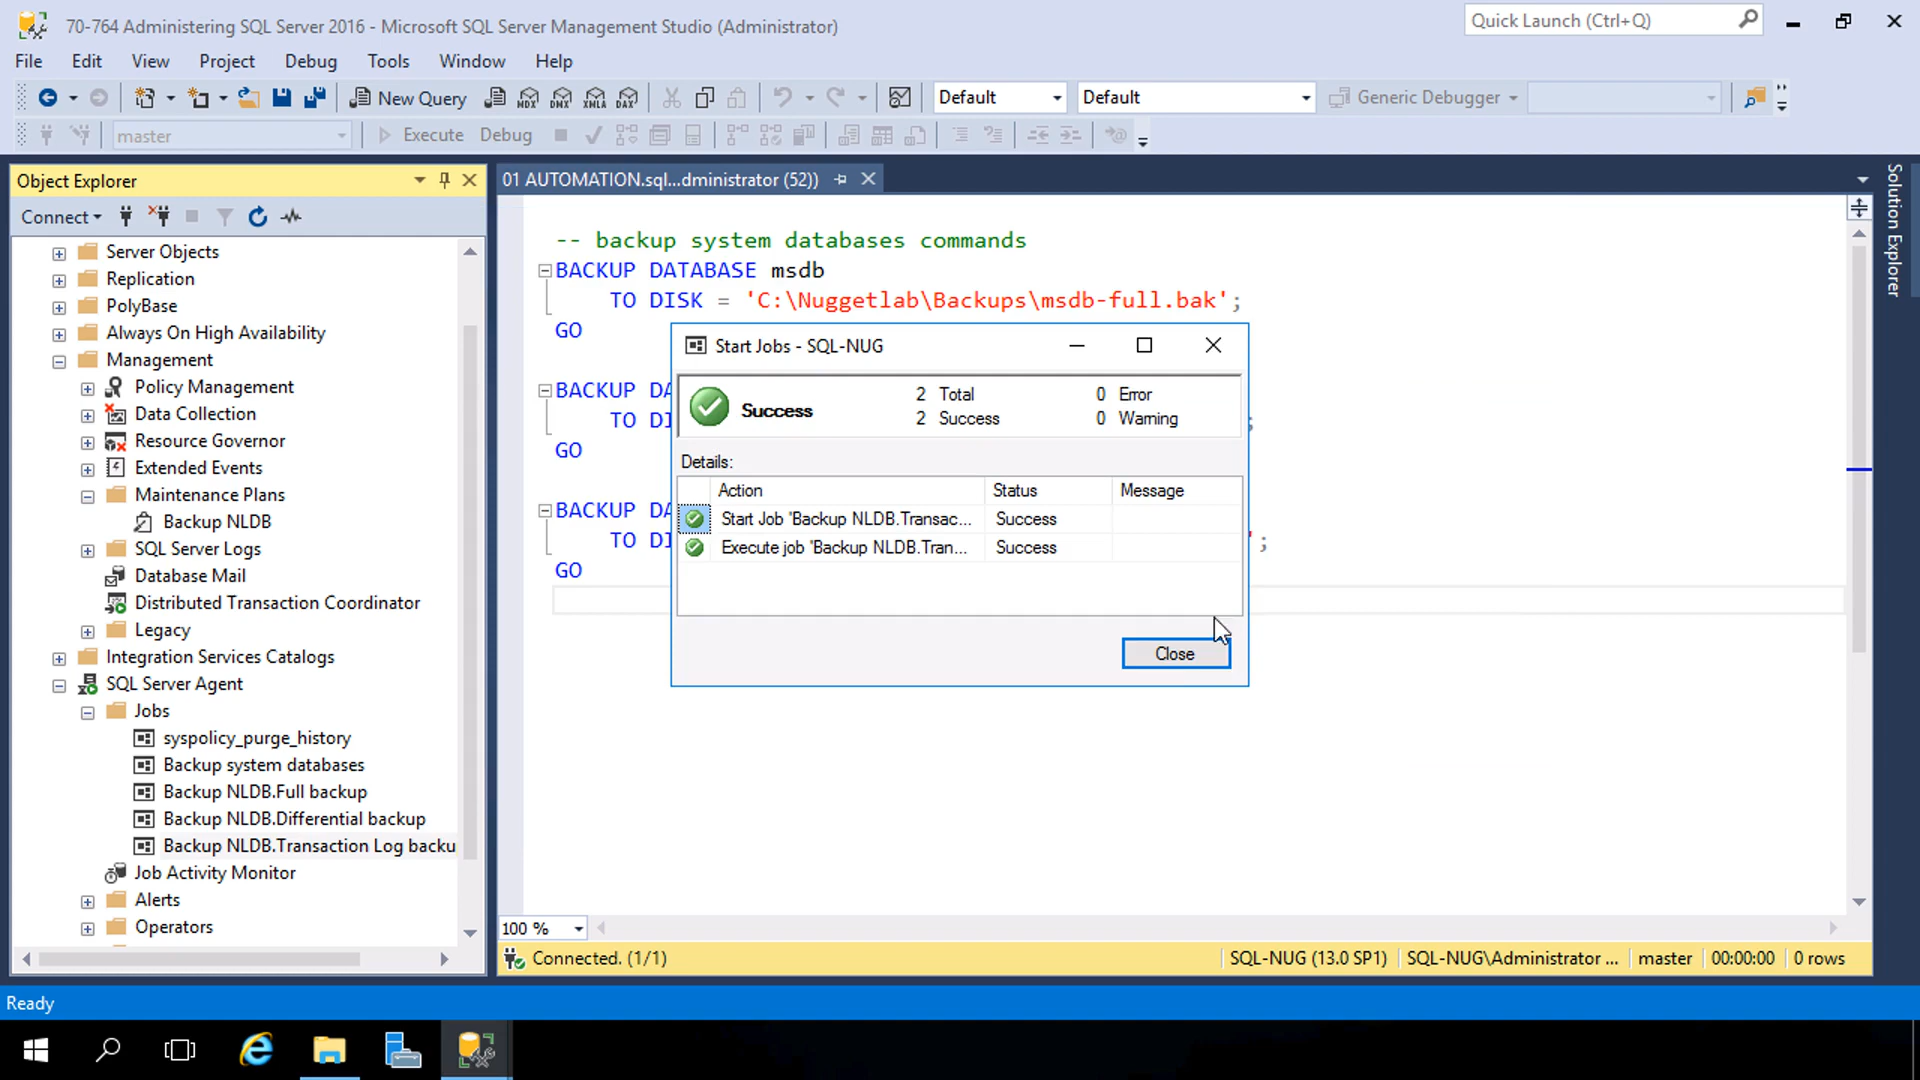 70-764 Administering SQL Server 2016 - Microsoft SQL Server Management Studio (Administrator)
Quick Launch (Ctrl+Q)
File Edit View Project Debug Tools Window Help
New Query
MDX DMX XMLA DAX
Default
Default
Generic Debugger
master
Execute
Debug
Object Explorer
Connect
Server Objects
Replication
PolyBase
Always On High Availability
Management
Policy Management
Data Collection
Resource Governor
Extended Events
Maintenance Plans
Backup NLDB
SQL Server Logs
Database Mail
Distributed Transaction Coordinator
Legacy
Integration Services Catalogs
SQL Server Agent
Jobs
syspolicy_purge_history
Backup system databases
Backup NLDB.Full backup
Backup NLDB.Differential backup
Backup NLDB.Transaction Log backu
Job Activity Monitor
Alerts
Operators
01 AUTOMATION.sql...dministrator (52))
-- backup system databases commands
BACKUP DATABASE msdb
TO DISK = 'C:\Nuggetlab\Backups\msdb-full.bak';
GO
BACKUP DA
TO DI
;
GO
BACKUP DA
TO DI
';
GO
Start Jobs - SQL-NUG
Success
2 Total
0 Error
2 Success
0 Warning
Details:
Action Status Message
Start Job 'Backup NLDB.Transac... Success
Execute job 'Backup NLDB.Tran... Success
Close
Solution Explorer
100 %
Connected. (1/1)
SQL-NUG (13.0 SP1)
SQL-NUG\Administrator ...
master
00:00:00
0 rows
Ready